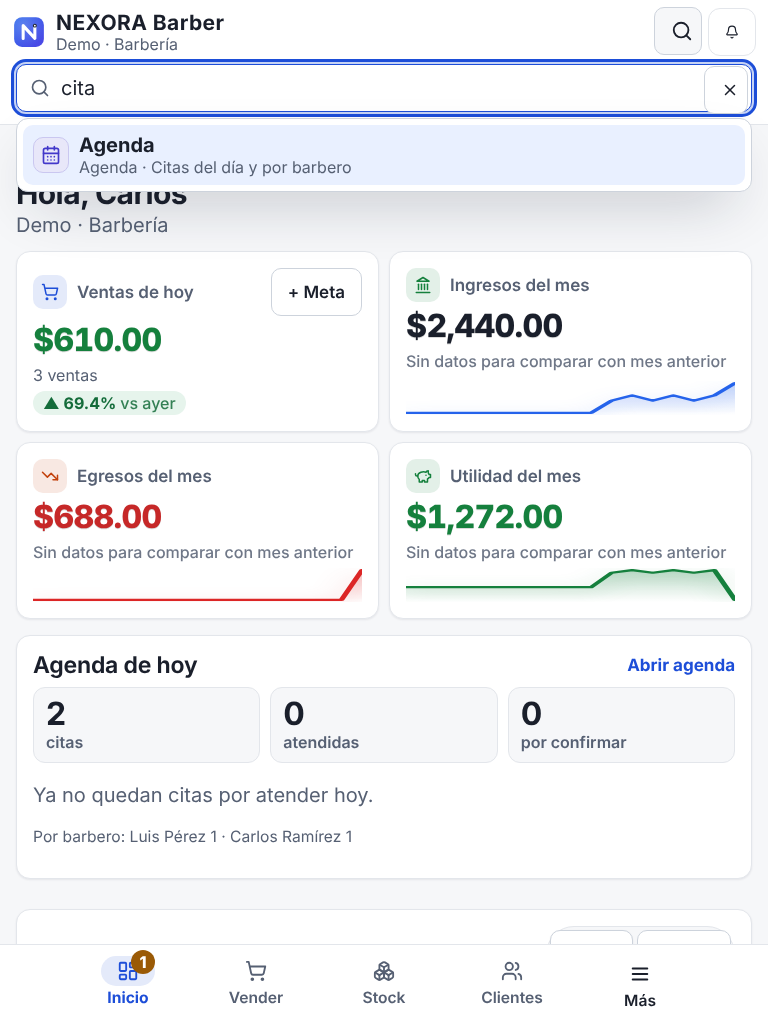 NEXORA Barber
Demo · Barbería
cita
Agenda
Agenda · Citas del día y por barbero
Hola, Carlos
Demo · Barbería
Ventas de hoy
+ Meta
$610.00
3 ventas
▲ 69.4% vs ayer
Ingresos del mes
$2,440.00
Sin datos para comparar con mes anterior
Egresos del mes
$688.00
Sin datos para comparar con mes anterior
Utilidad del mes
$1,272.00
Sin datos para comparar con mes anterior
Agenda de hoy
Abrir agenda
2
citas
0
atendidas
0
por confirmar
Ya no quedan citas por atender hoy.
Por barbero: Luis Pérez 1 · Carlos Ramírez 1
1
Inicio
Vender
Stock
Clientes
Más